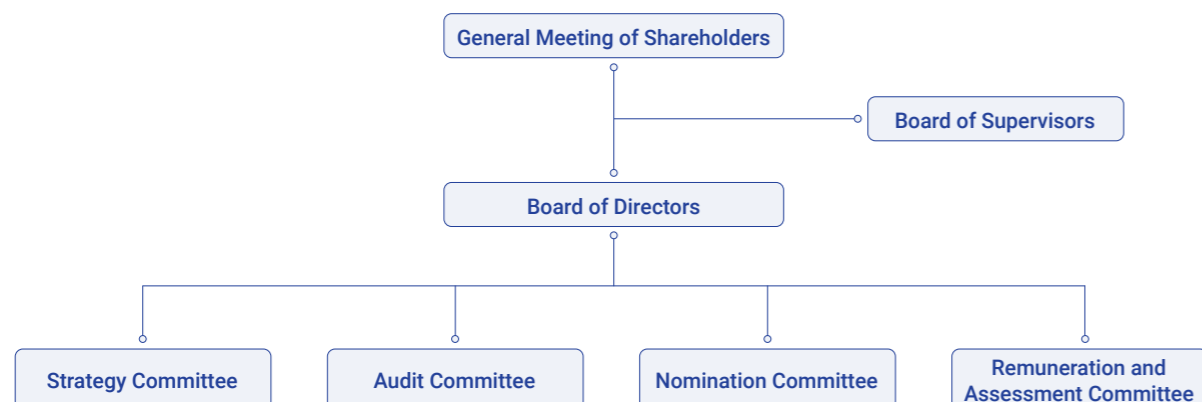 General Meeting of Shareholders
Board of Supervisors
Board of Directors
Strategy Committee
Audit Committee
Nomination Committee
Remuneration and
Assessment Committee